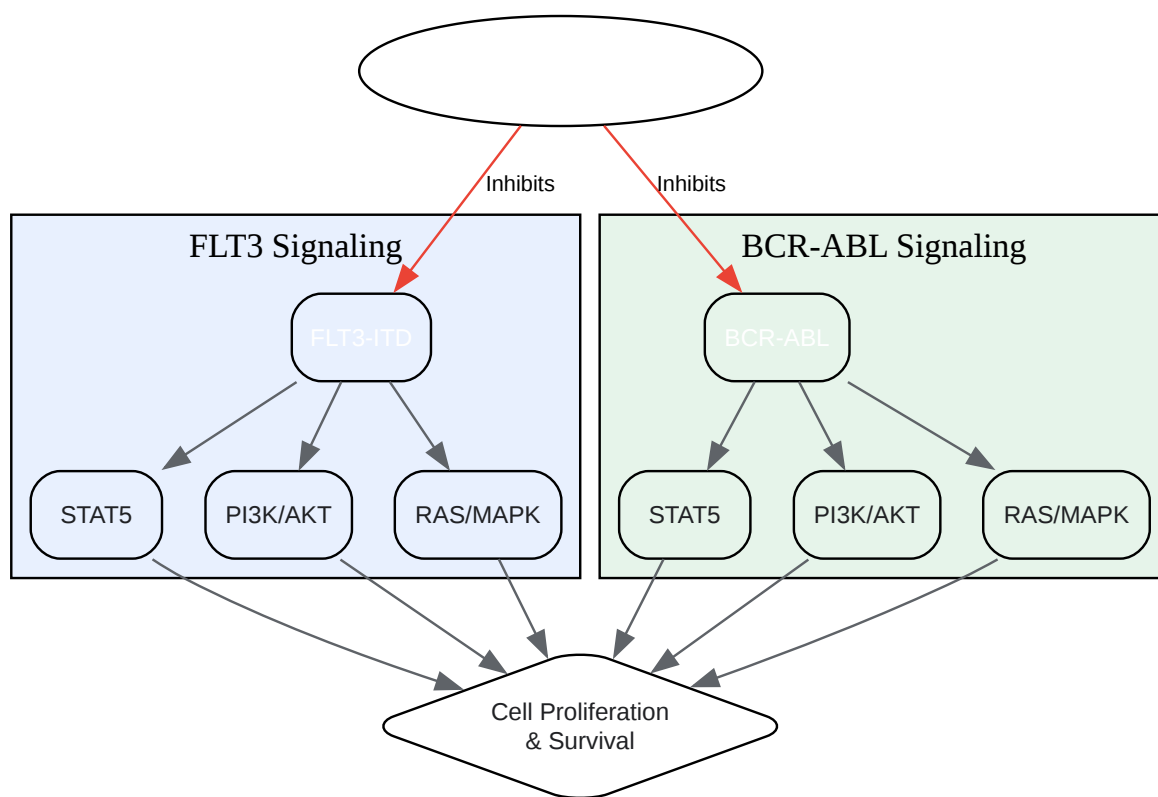 Inhibits
Inhibits
FLT3 Signaling
BCR-ABL Signaling
FLT3-ITD
BCR-ABL
STAT5
PI3K/AKT
RAS/MAPK
STAT5
PI3K/AKT
RAS/MAPK
Cell Proliferation
& Survival